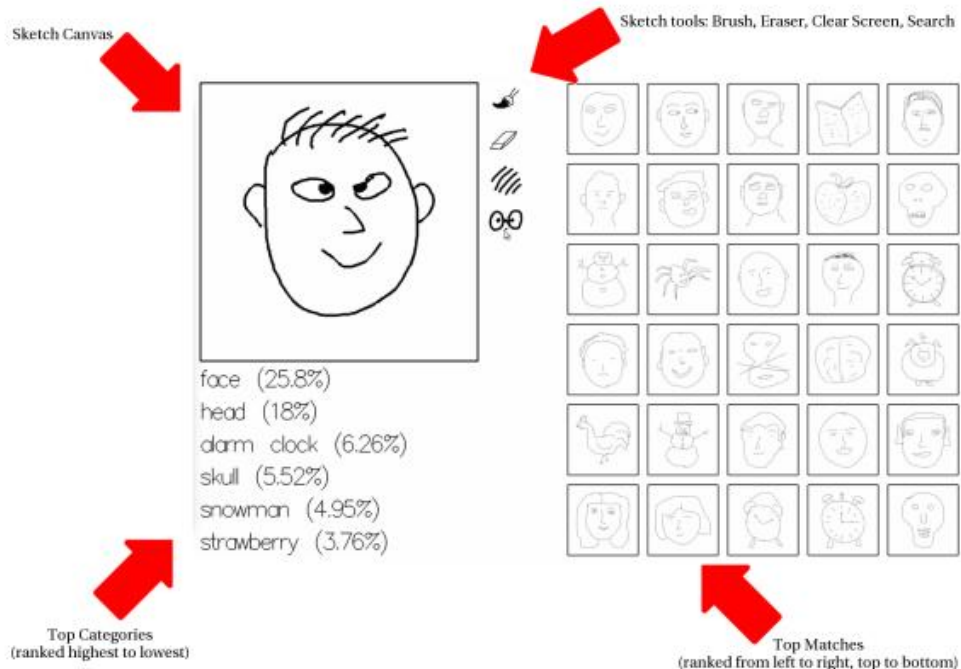 Sketch Canvas
Sketch tools: Brush, Eraser, Clear Screen, Search
face (25.8%)
head (18%)
alarm clock (6.26%)
skull (5.52%)
snowman (4.95%)
strawberry (3.76%)
Top Categories
(ranked highest to lowest)
Top Matches
(ranked from left to right, top to bottom)